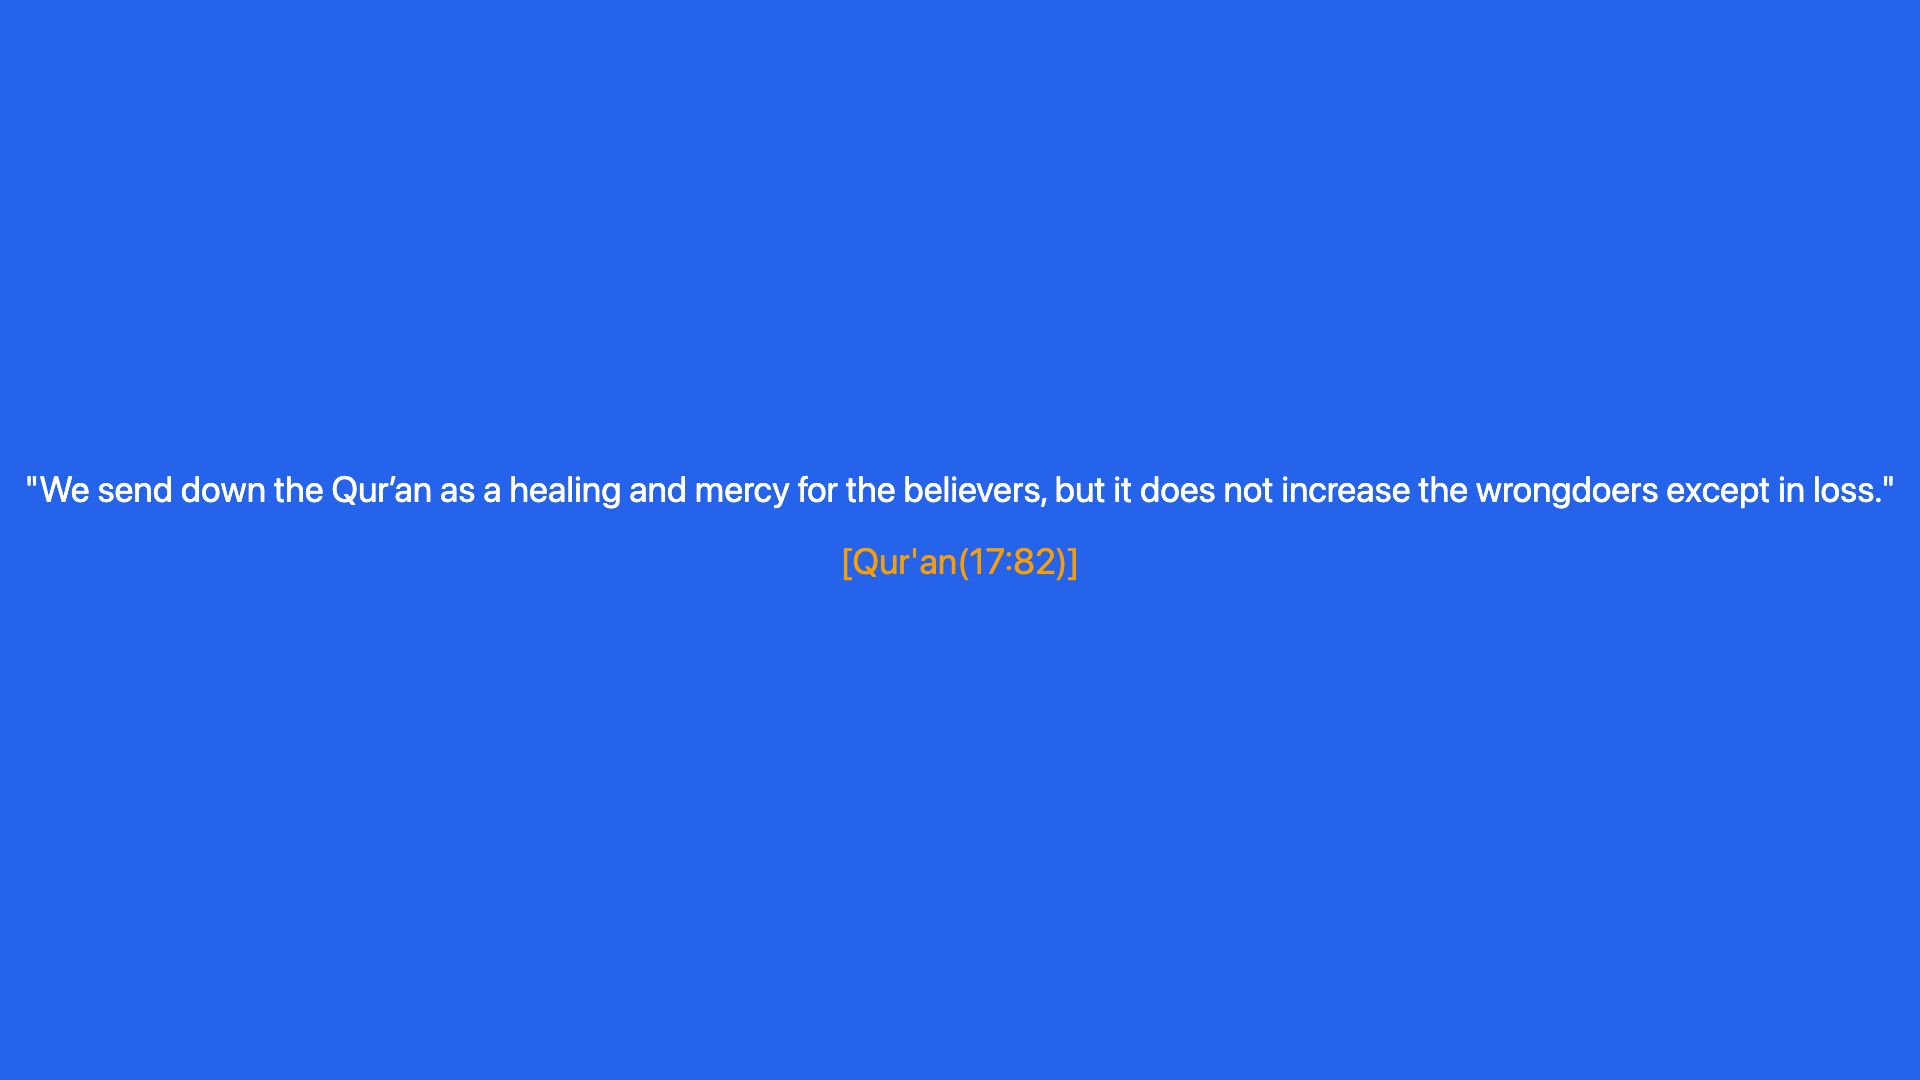 "We send down the Qur’an as a healing and mercy for the believers, but it does not increase the wrongdoers except in loss."
[Qur'an(17:82)]